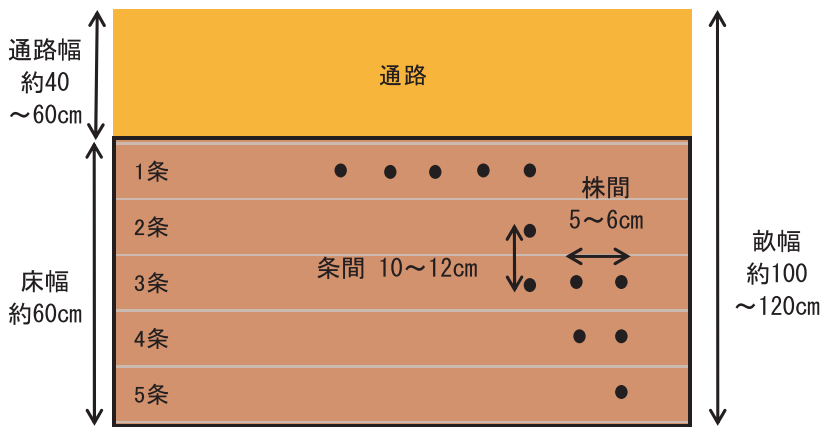 通路幅
約40
～60cm
通路
1条
2条
3条
4条
5条
株間
5～6cm
条間 10～12cm
床幅
約60cm
畝幅
約100
～120cm